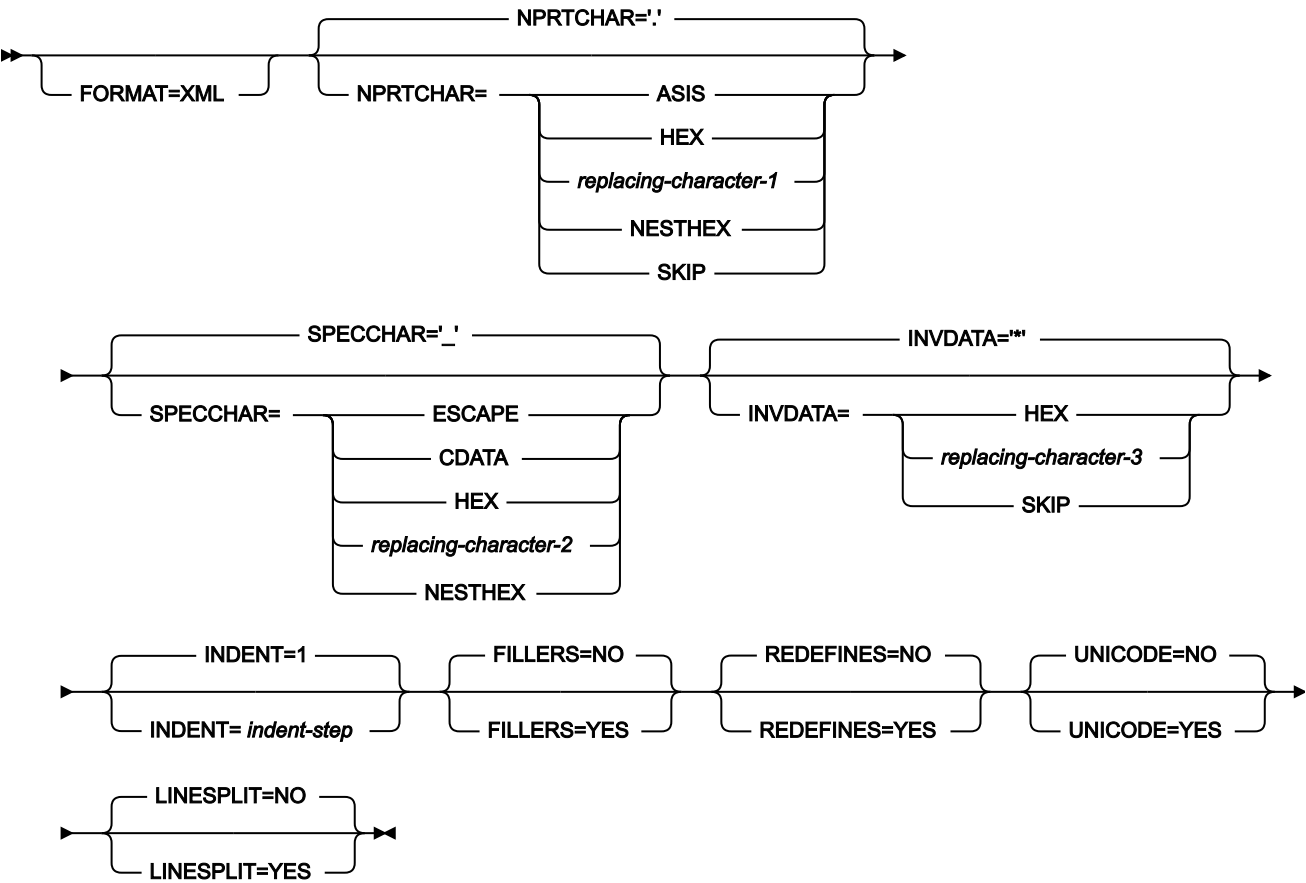 NPRTCHAR='.'
FORMAT=XML
NPRTCHAR=
ASIS
HEX
replacing-character-1
NESTHEX
SKIP
SPECCHAR='_'
SPECCHAR=
ESCAPE
CDATA
HEX
replacing-character-2
NESTHEX
INVDATA='*'
INVDATA=
HEX
replacing-character-3
SKIP
INDENT=1
INDENT= indent-step
FILLERS=NO
FILLERS=YES
REDEFINES=NO
REDEFINES=YES
UNICODE=NO
UNICODE=YES
LINESPLIT=NO
LINESPLIT=YES